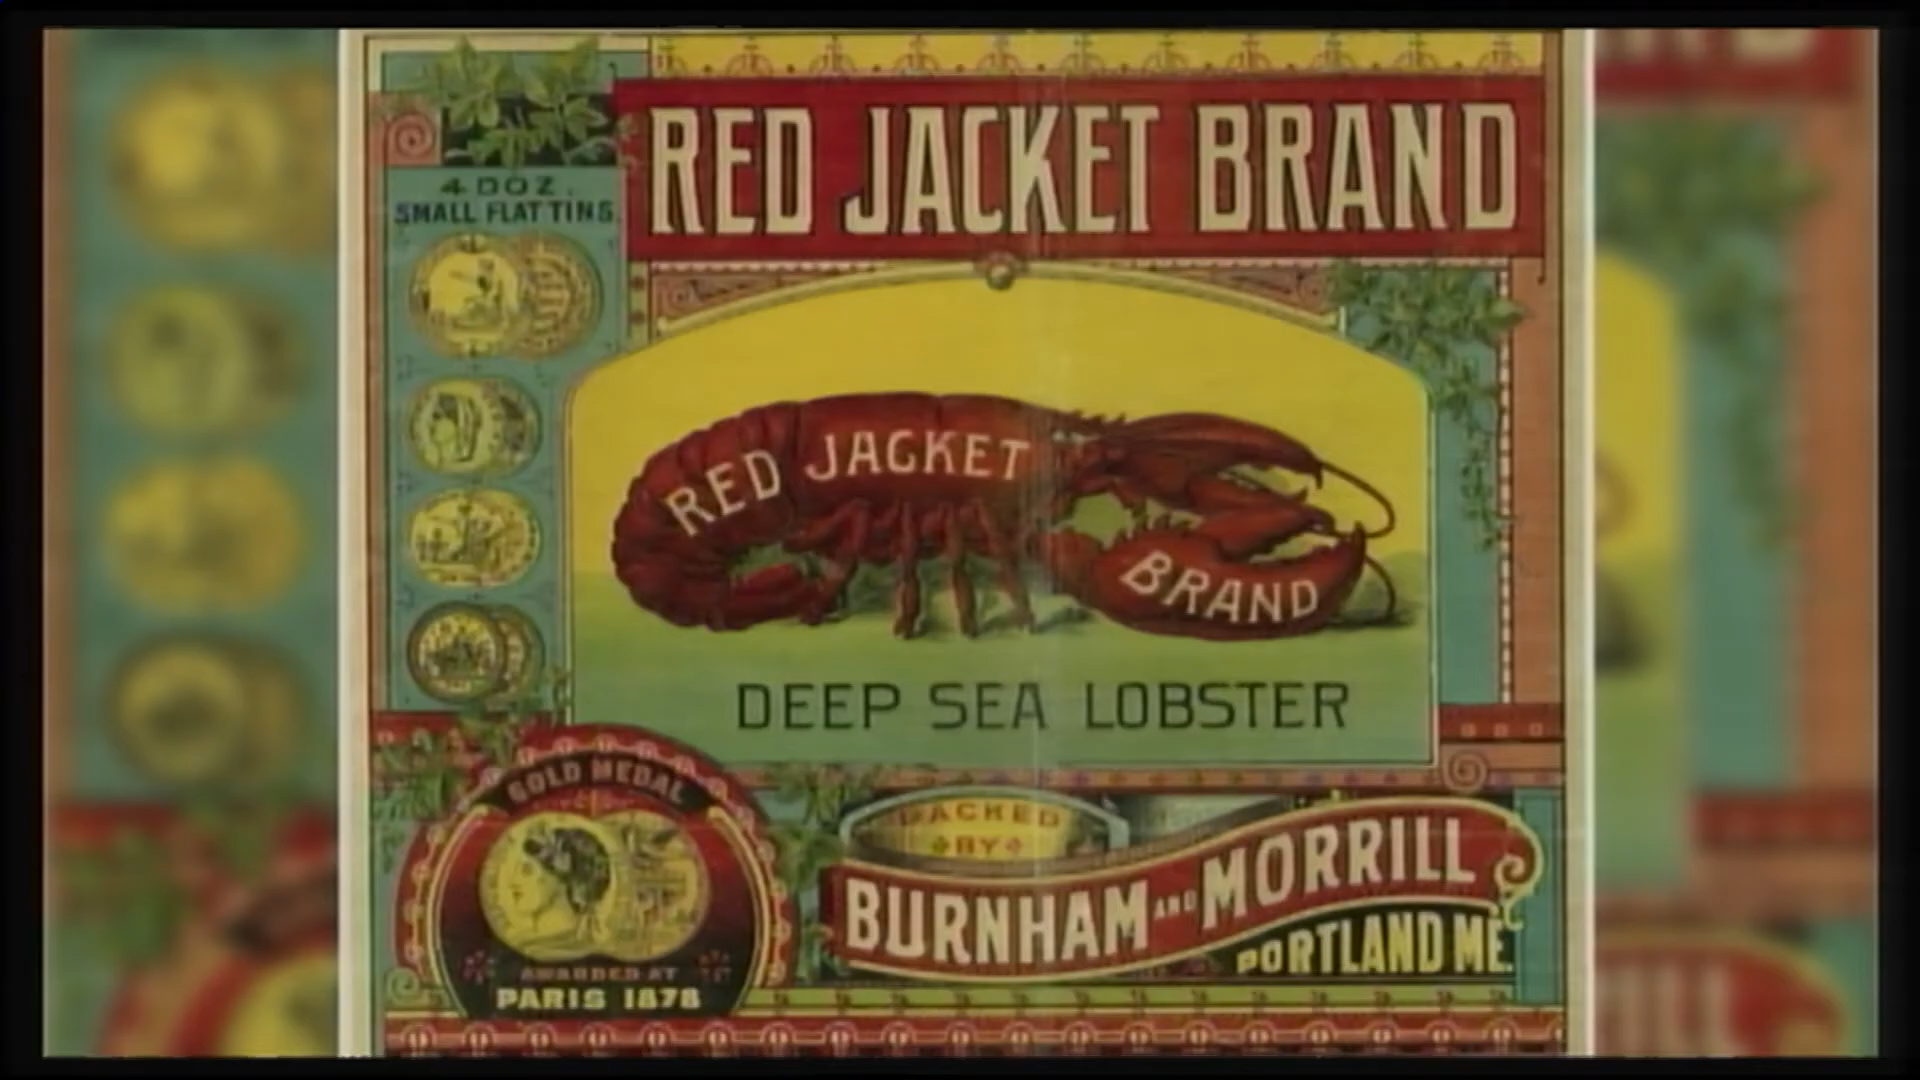 RED JACKET BRAND
4 DOZ.
SMALL FLAT TINS.
RED JACKET
BRAND
DEEP SEA LOBSTER
GOLD MEDAL
AWARDED AT
PARIS 1878
PACKED
BY
BURNHAM AND MORRILL
PORTLAND ME.